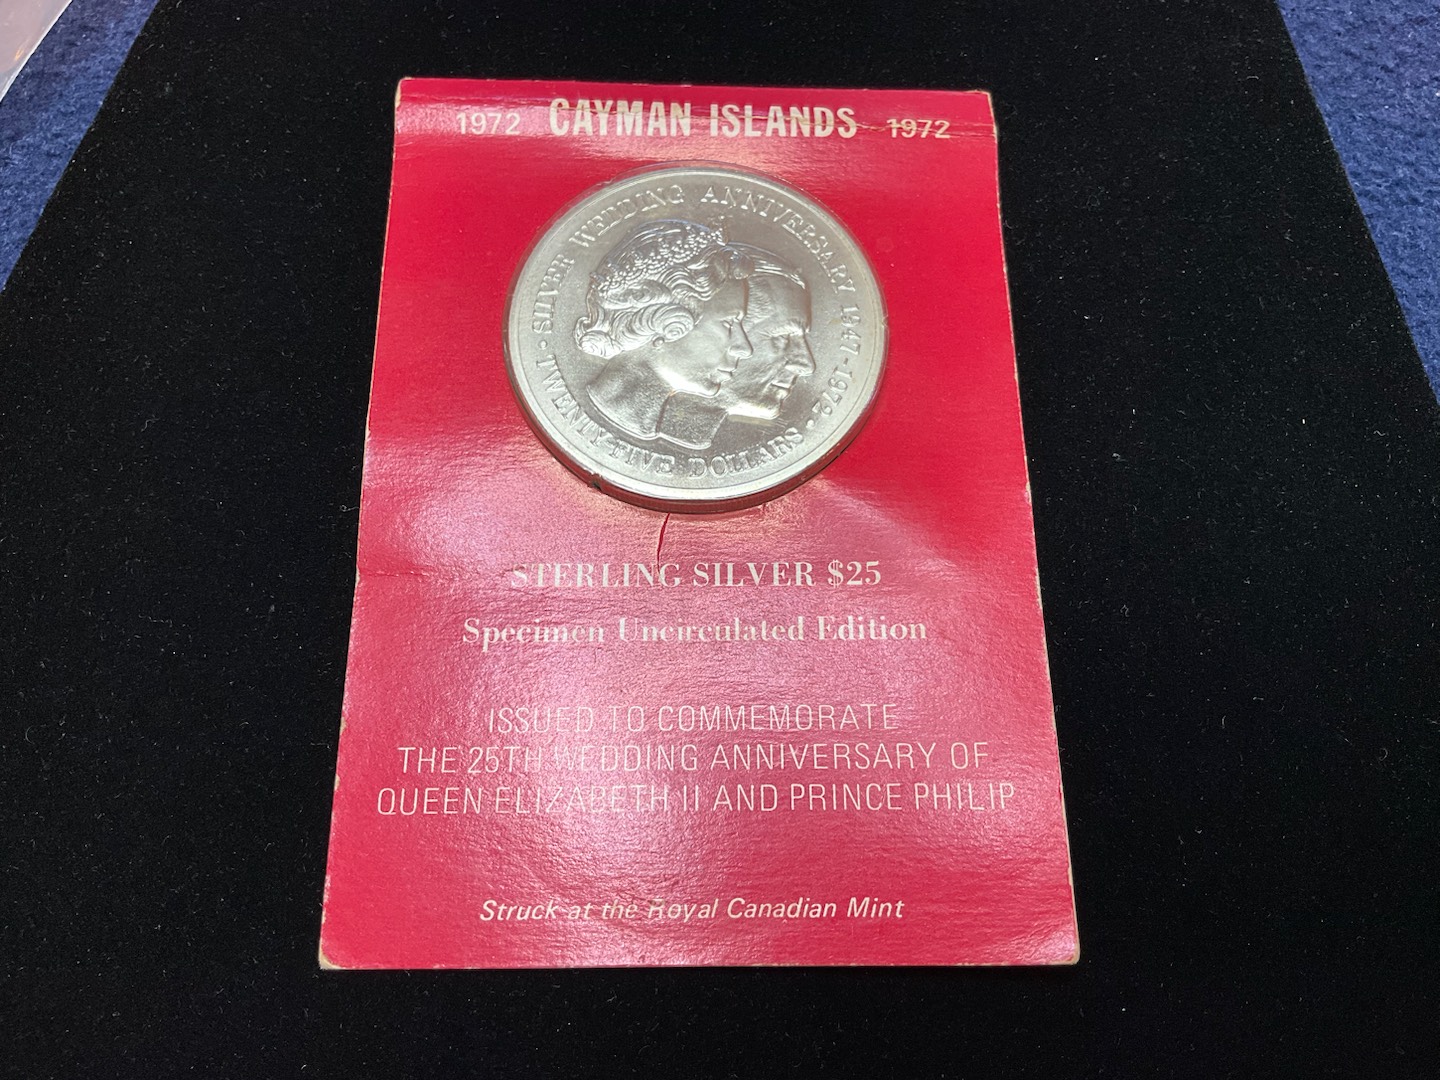 1972 CAYMAN ISLANDS 1972
· SILVER WEDDING ANNIVERSARY 1947-1972 ·
TWENTY-FIVE DOLLARS
STERLING SILVER $25
Specimen Uncirculated Edition
ISSUED TO COMMEMORATE
THE 25TH WEDDING ANNIVERSARY OF
QUEEN ELIZABETH II AND PRINCE PHILIP
Struck at the Royal Canadian Mint